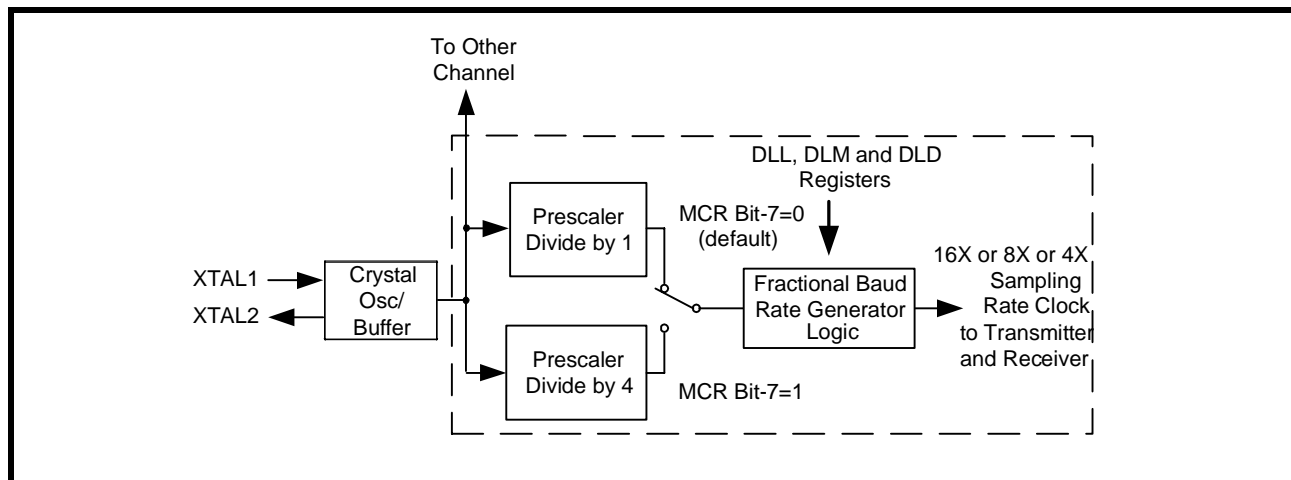 To Other
Channel
DLL, DLM and DLD
Registers
Prescaler
Divide by 1
MCR Bit-7=0
(default)
XTAL1
XTAL2
Crystal
Osc/
Buffer
Fractional Baud
Rate Generator
Logic
16X or 8X or 4X
Sampling
Rate Clock
to Transmitter
and Receiver
Prescaler
Divide by 4
MCR Bit-7=1